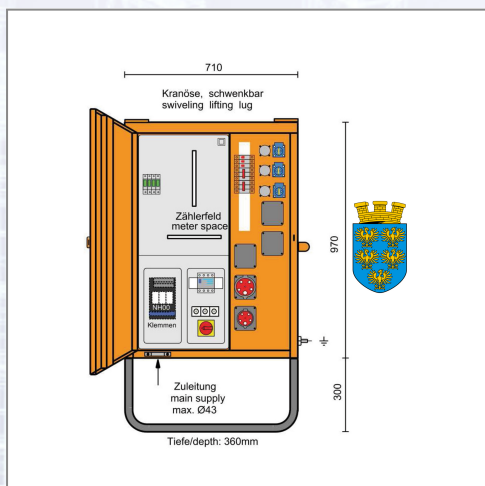 710
Kranöse, schwenkbar
swiveling lifting lug
Zählerfeld
meter space
970
NH00
Klemmen
Zuleitung
main supply
max. Ø43
300
Tiefe/depth: 360mm